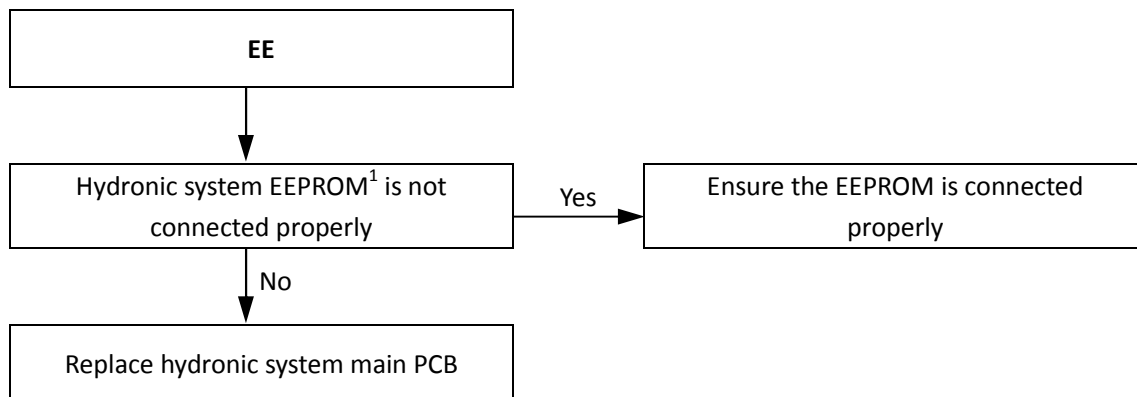 EE
Hydronic system EEPROM¹ is not
connected properly
Yes
Ensure the EEPROM is connected
properly
No
Replace hydronic system main PCB